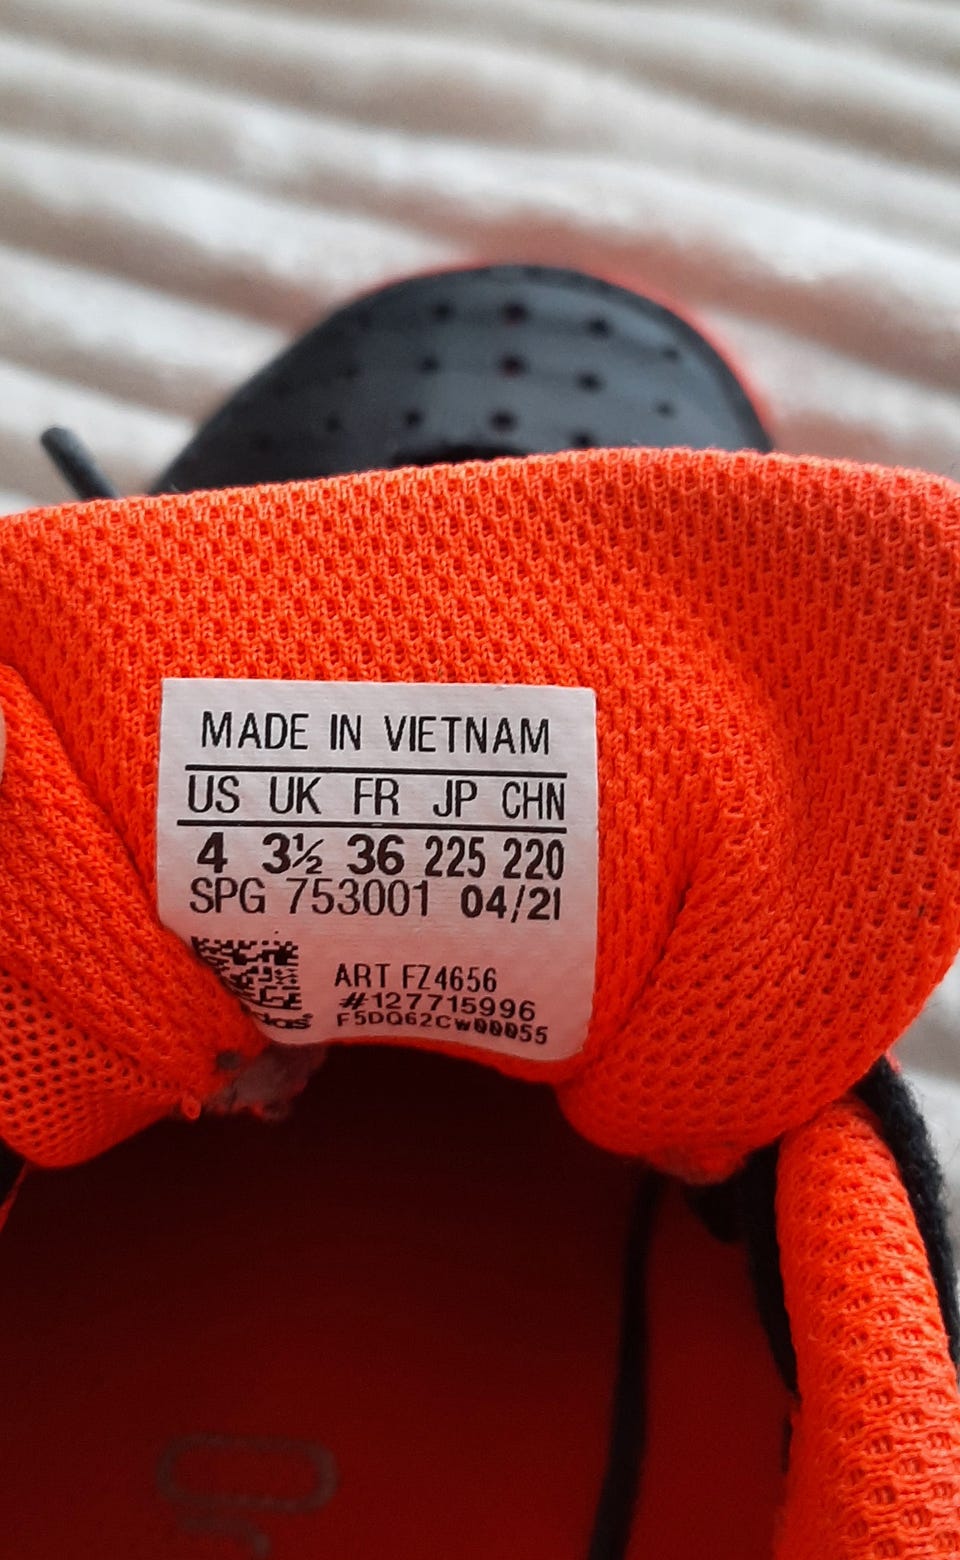 MADE IN VIETNAM
US UK FR JP CHN
4 3½ 36 225 220
SPG 753001 04/21
ART FZ4656
#127715996
F5DQ62CW00055